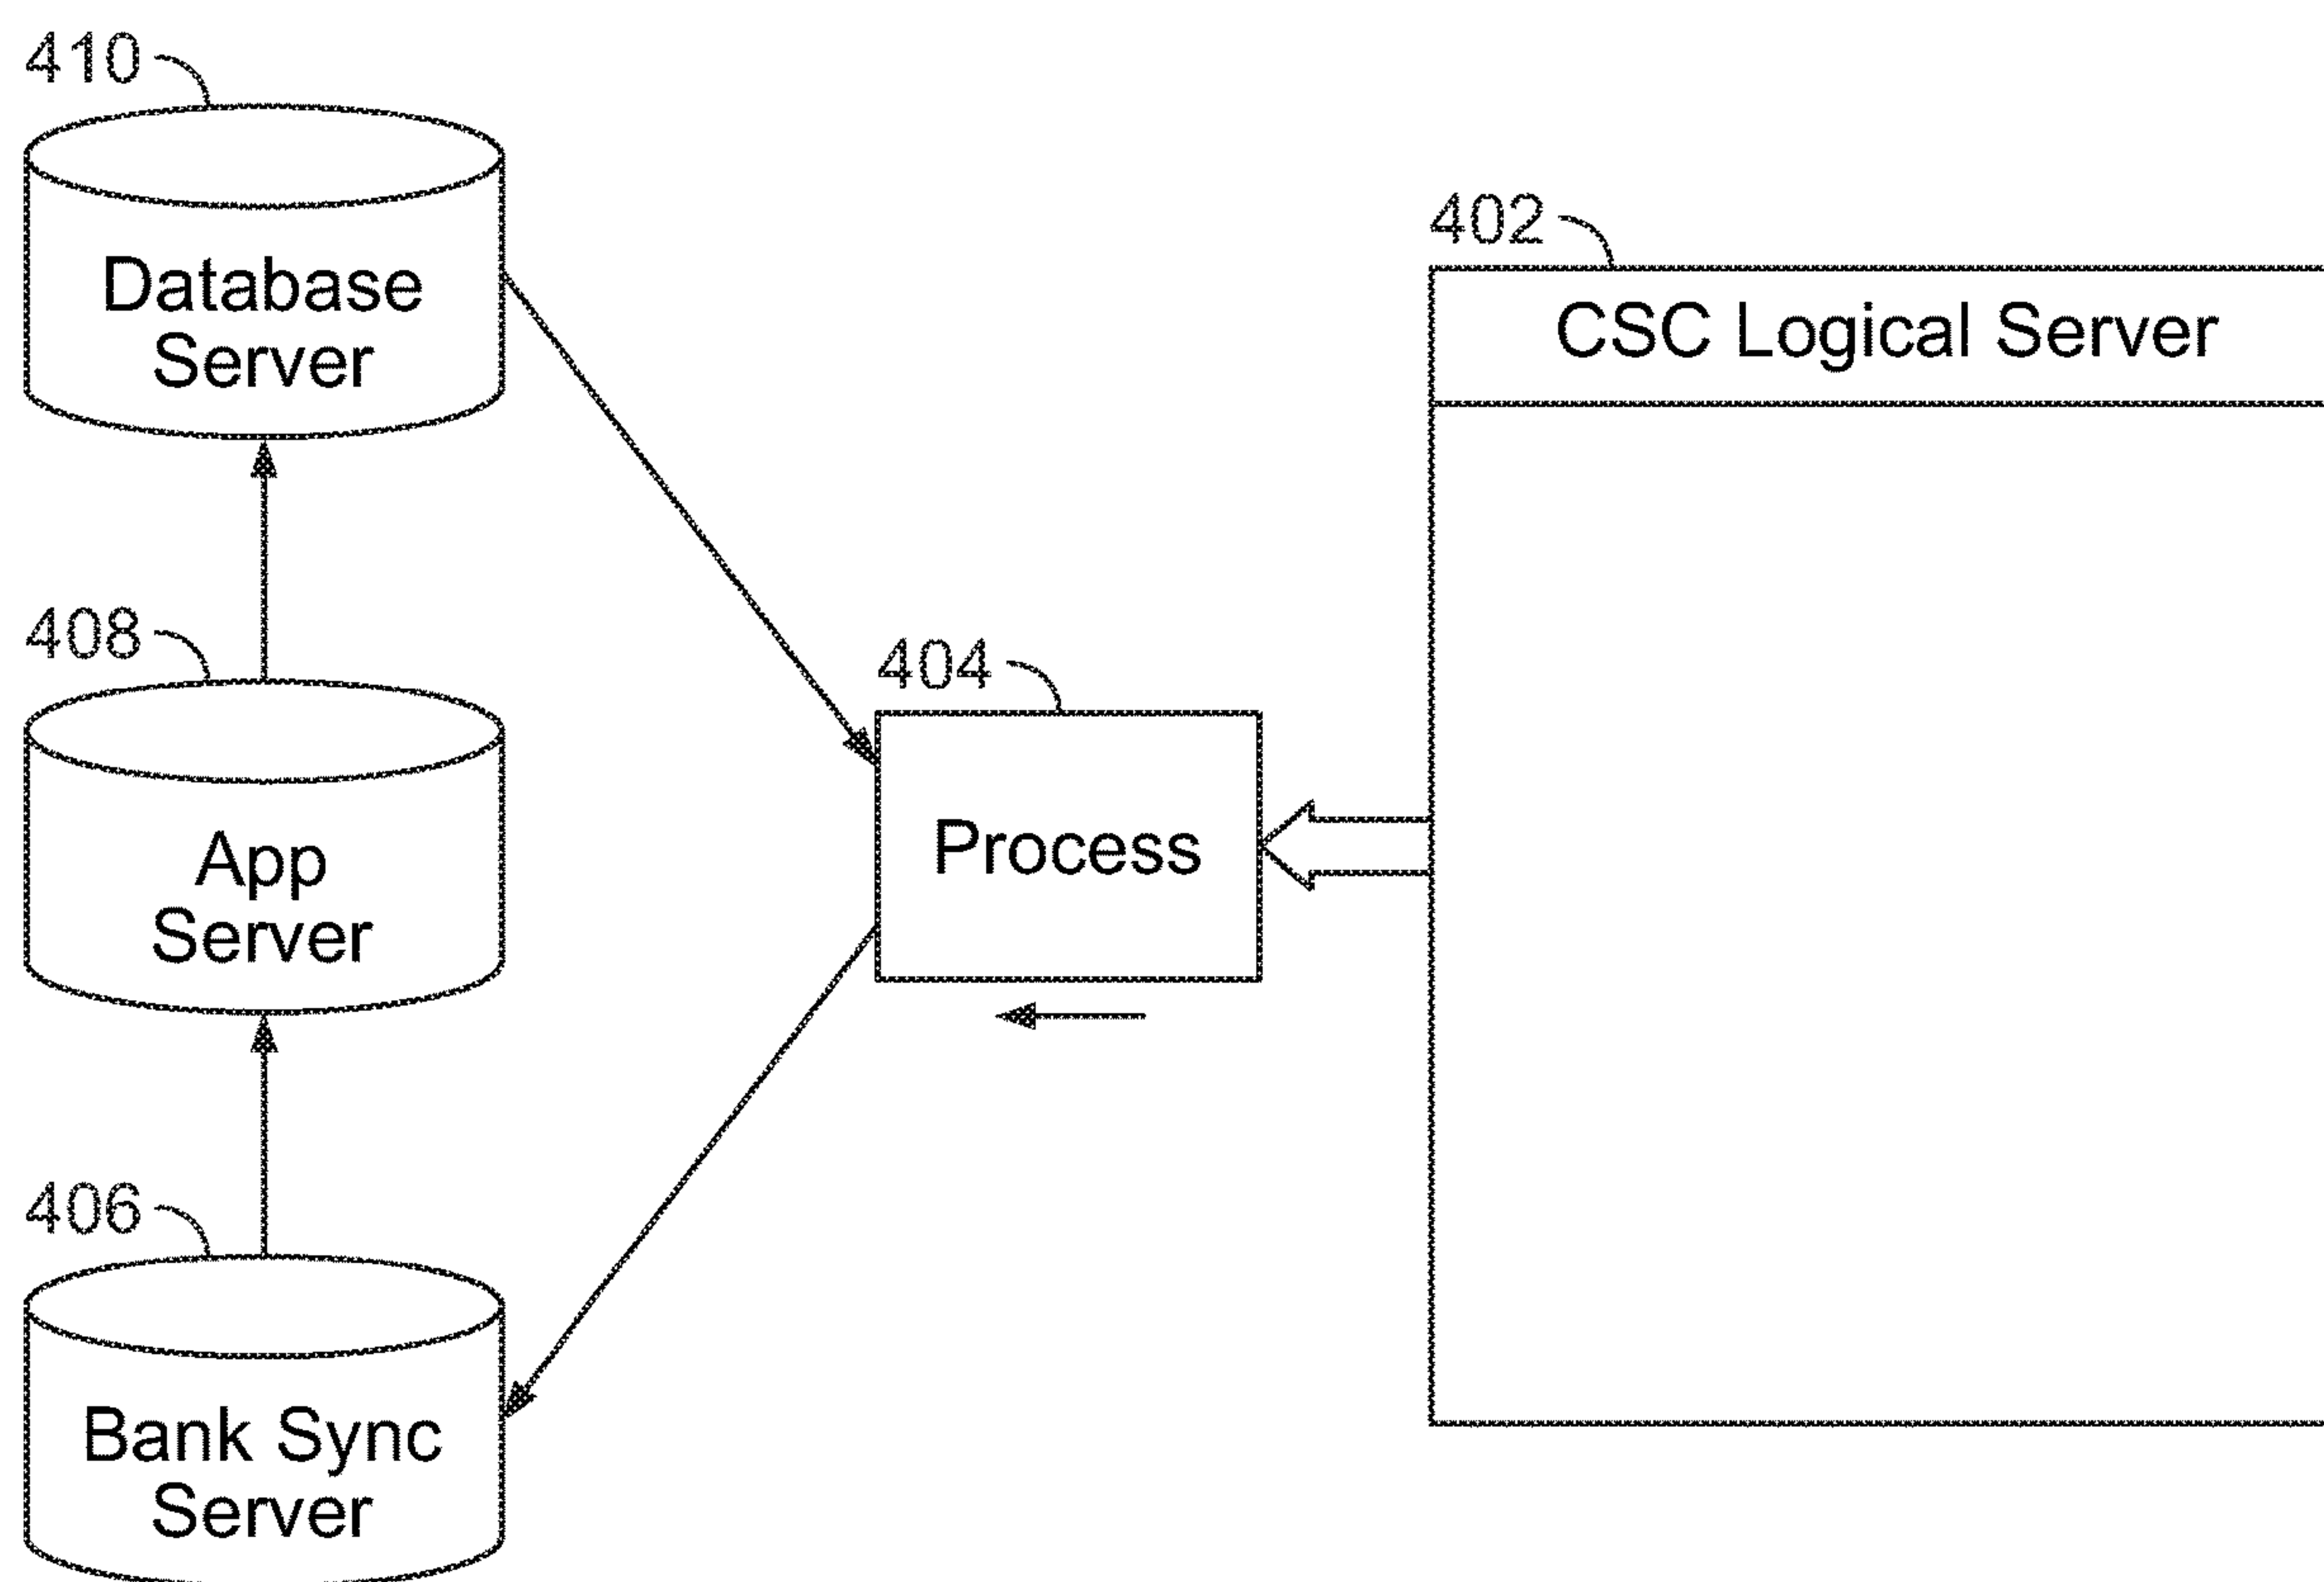 410
Database
Server
402
CSC Logical Server
408
App
Server
404
Process
406
Bank Sync
Server